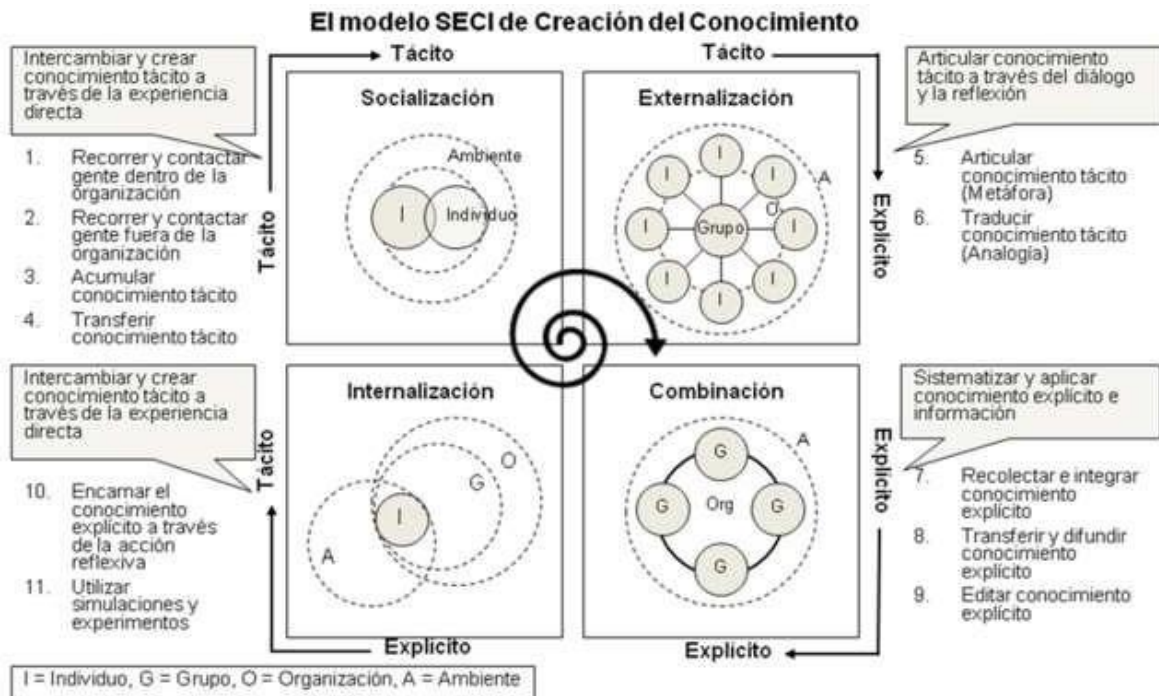 El modelo SECI de Creación del Conocimiento
Intercambiar y crear
conocimiento tácito a
través de la experiencia
directa
1. Recorrer y contactar
gente dentro de la
organización
2. Recorrer y contactar
gente fuera de la
organización
3. Acumular
conocimiento tácito
4. Transferir
conocimiento tácito
Tácito
Tácito
Socialización
Ambiente
I
Individuo
Tácito
Explícito
Externalización
I
I
I
I
I
I
I
I
Grupo
O
A
Articular conocimiento
tácito a través del diálogo
y la reflexión
5. Articular
conocimiento tácito
(Metáfora)
6. Traducir
conocimiento tácito
(Analogía)
Intercambiar y crear
conocimiento tácito a
través de la experiencia
directa
10. Encarnar el
conocimiento
explícito a través
de la acción
reflexiva
11. Utilizar
simulaciones y
experimentos
Tácito
Explícito
Internalización
I
G
O
A
Combinación
G
G
G
G
Org
A
Explícito
Explícito
Sistematizar y aplicar
conocimiento explícito e
información
7. Recolectar e integrar
conocimiento
explícito
8. Transferir y difundir
conocimiento
explícito
9. Editar conocimiento
explícito
I = Individuo, G = Grupo, O = Organización, A = Ambiente